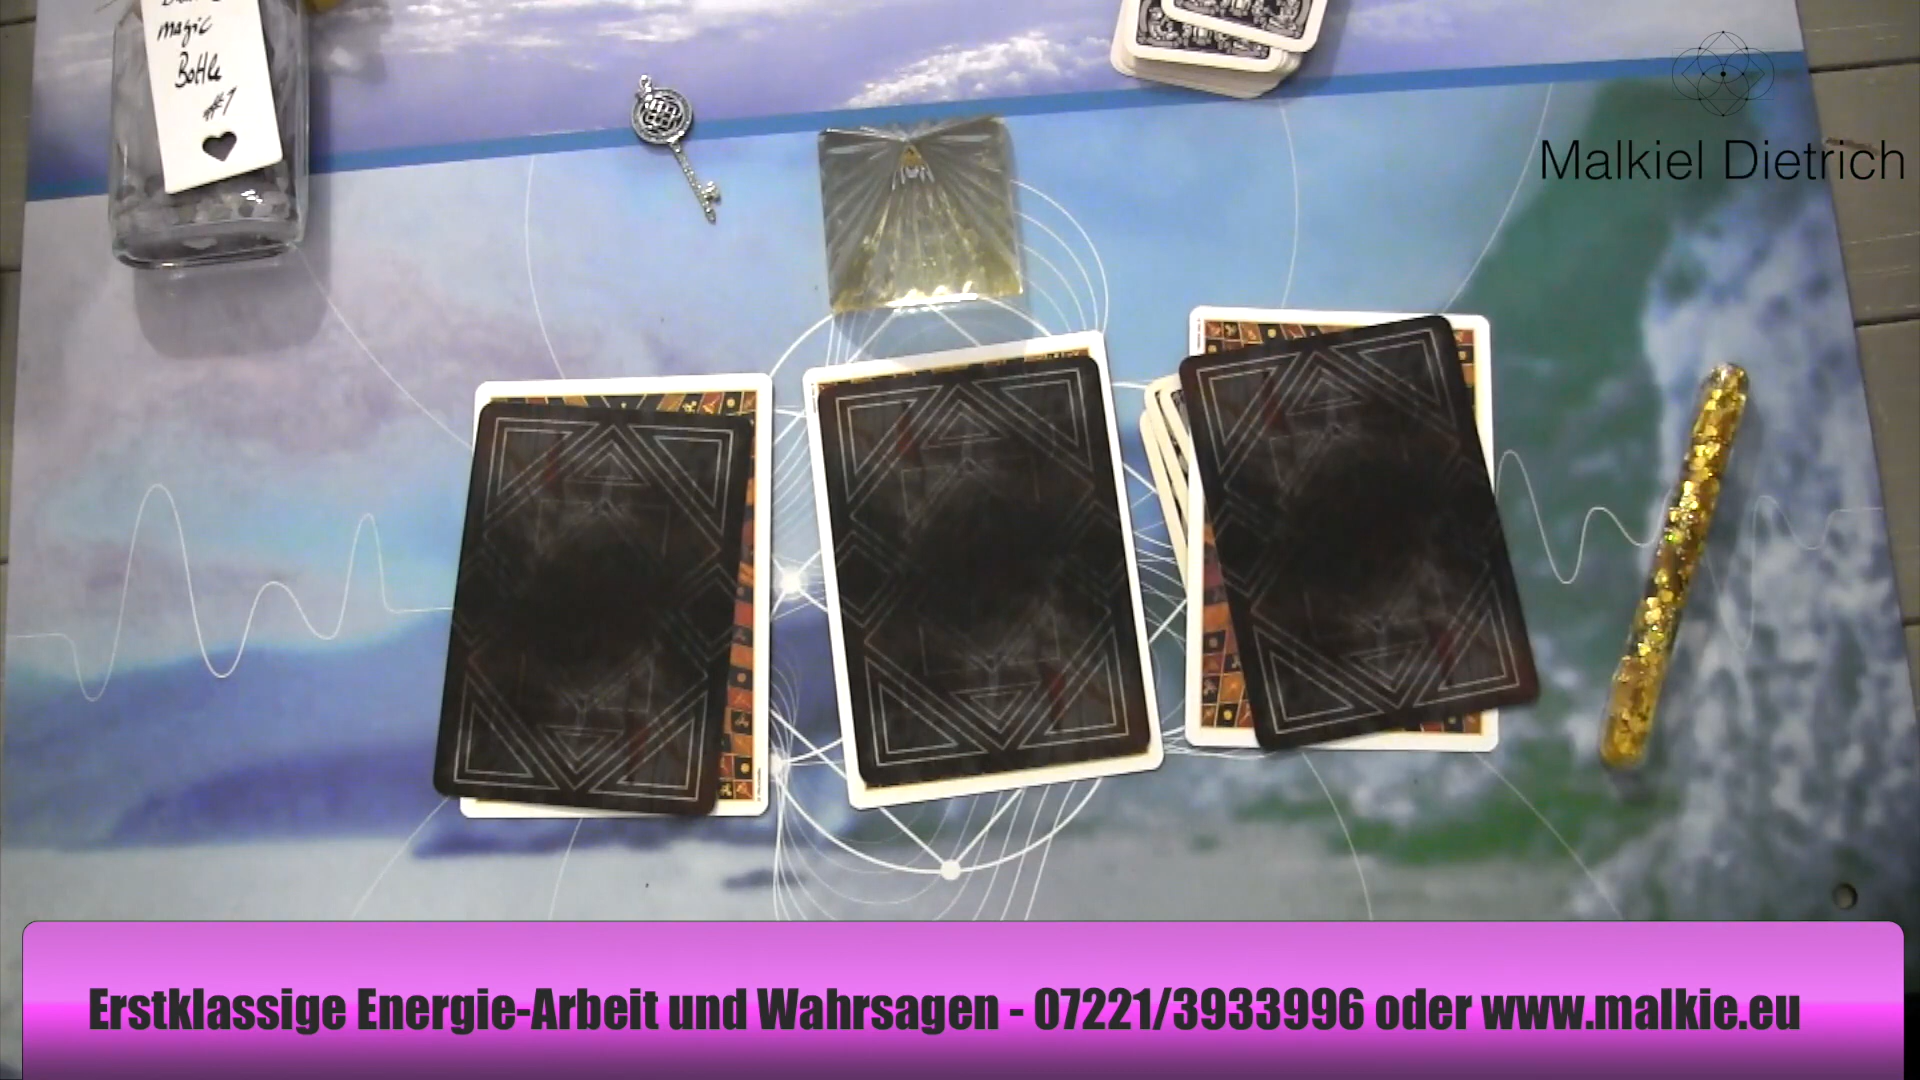 magic
Bottle
#1
Malkiel Dietrich
Erstklassige Energie-Arbeit und Wahrsagen - 07221/3933996 oder www.malkie.eu